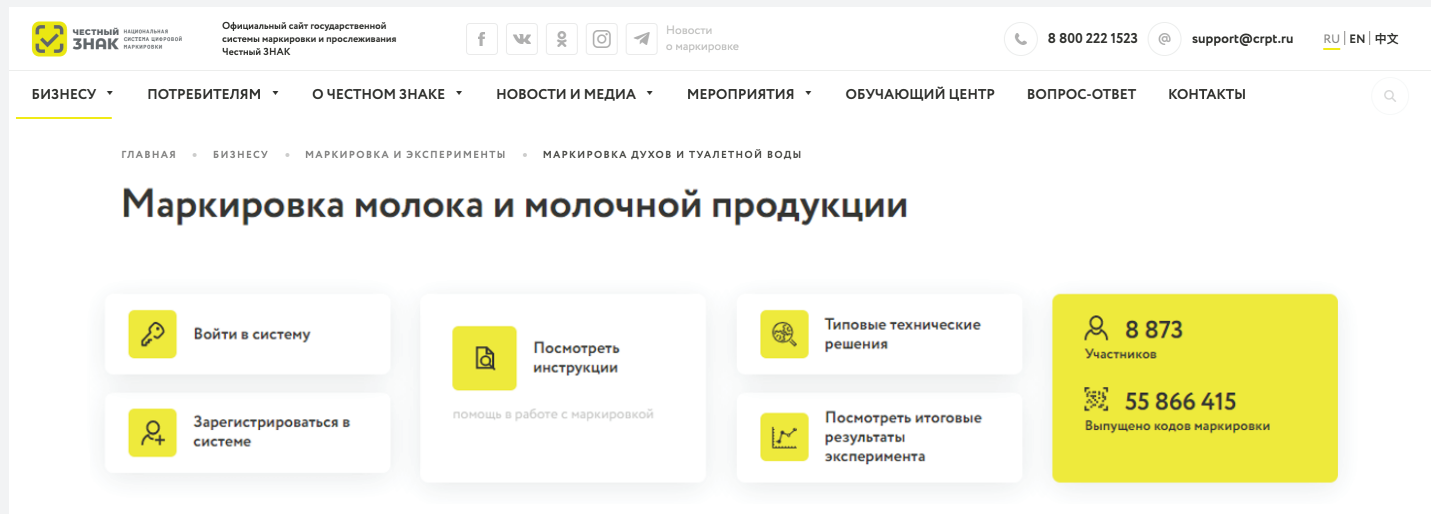 ЧЕСТНЫЙ
ЗНАК
НАЦИОНАЛЬНАЯ
СИСТЕМА ЦИФРОВОЙ
МАРКИРОВКИ
Официальный сайт государственной
системы маркировки и прослеживания
Честный ЗНАК
Новости
о маркировке
8 800 222 1523
@
support@crpt.ru
RU | EN | 中文
БИЗНЕСУ ПОТРЕБИТЕЛЯМ О ЧЕСТНОМ ЗНАКЕ НОВОСТИ И МЕДИА МЕРОПРИЯТИЯ ОБУЧАЮЩИЙ ЦЕНТР ВОПРОС-ОТВЕТ КОНТАКТЫ
ГЛАВНАЯ • БИЗНЕСУ • МАРКИРОВКА И ЭКСПЕРИМЕНТЫ • МАРКИРОВКА ДУХОВ И ТУАЛЕТНОЙ ВОДЫ
Маркировка молока и молочной продукции
Войти в систему
Зарегистрироваться в
системе
Посмотреть
инструкции
помощь в работе с маркировкой
Типовые технические
решения
Посмотреть итоговые
результаты
эксперимента
8 873
Участников
55 866 415
Выпущено кодов маркировки